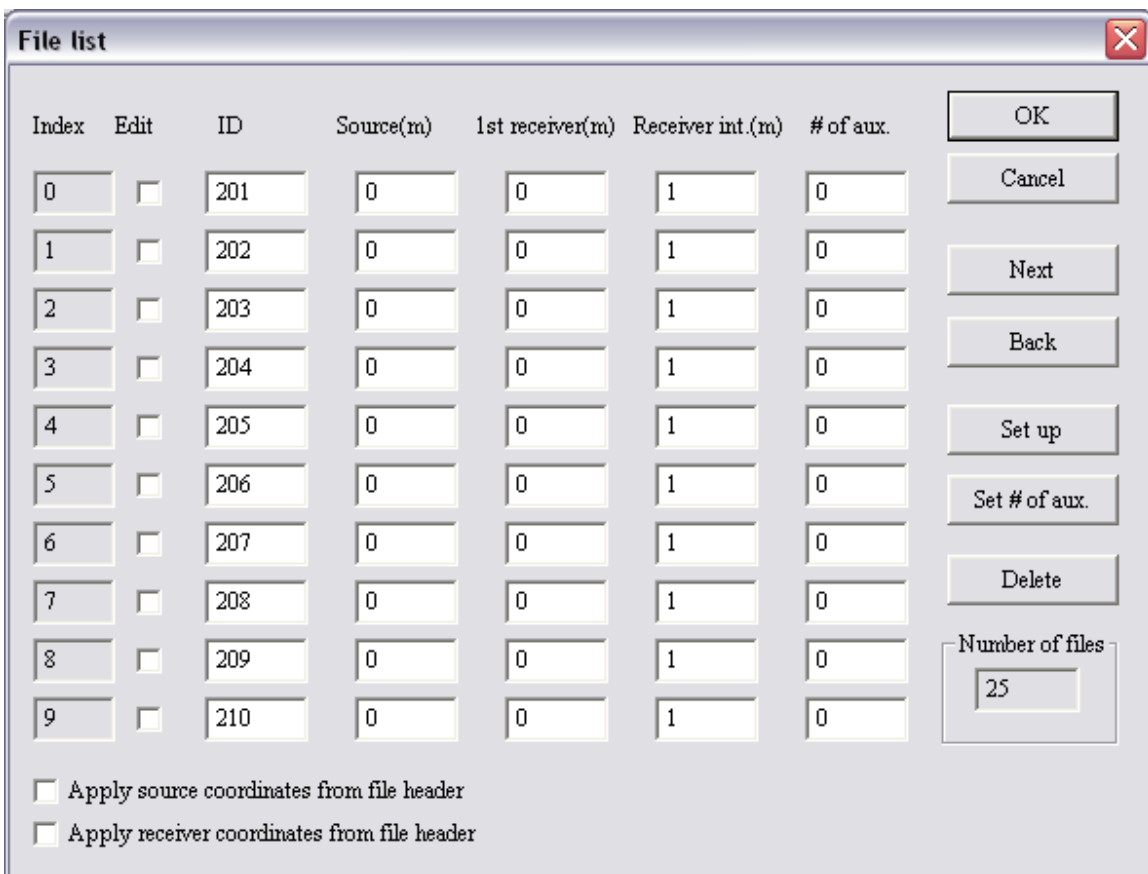 File list
Index Edit ID Source(m) 1st receiver(m) Receiver int.(m) # of aux.
0 201 0 0 1 0
1 202 0 0 1 0
2 203 0 0 1 0
3 204 0 0 1 0
4 205 0 0 1 0
5 206 0 0 1 0
6 207 0 0 1 0
7 208 0 0 1 0
8 209 0 0 1 0
9 210 0 0 1 0
Apply source coordinates from file header
Apply receiver coordinates from file header
OK
Cancel
Next
Back
Set up
Set # of aux.
Delete
Number of files
25